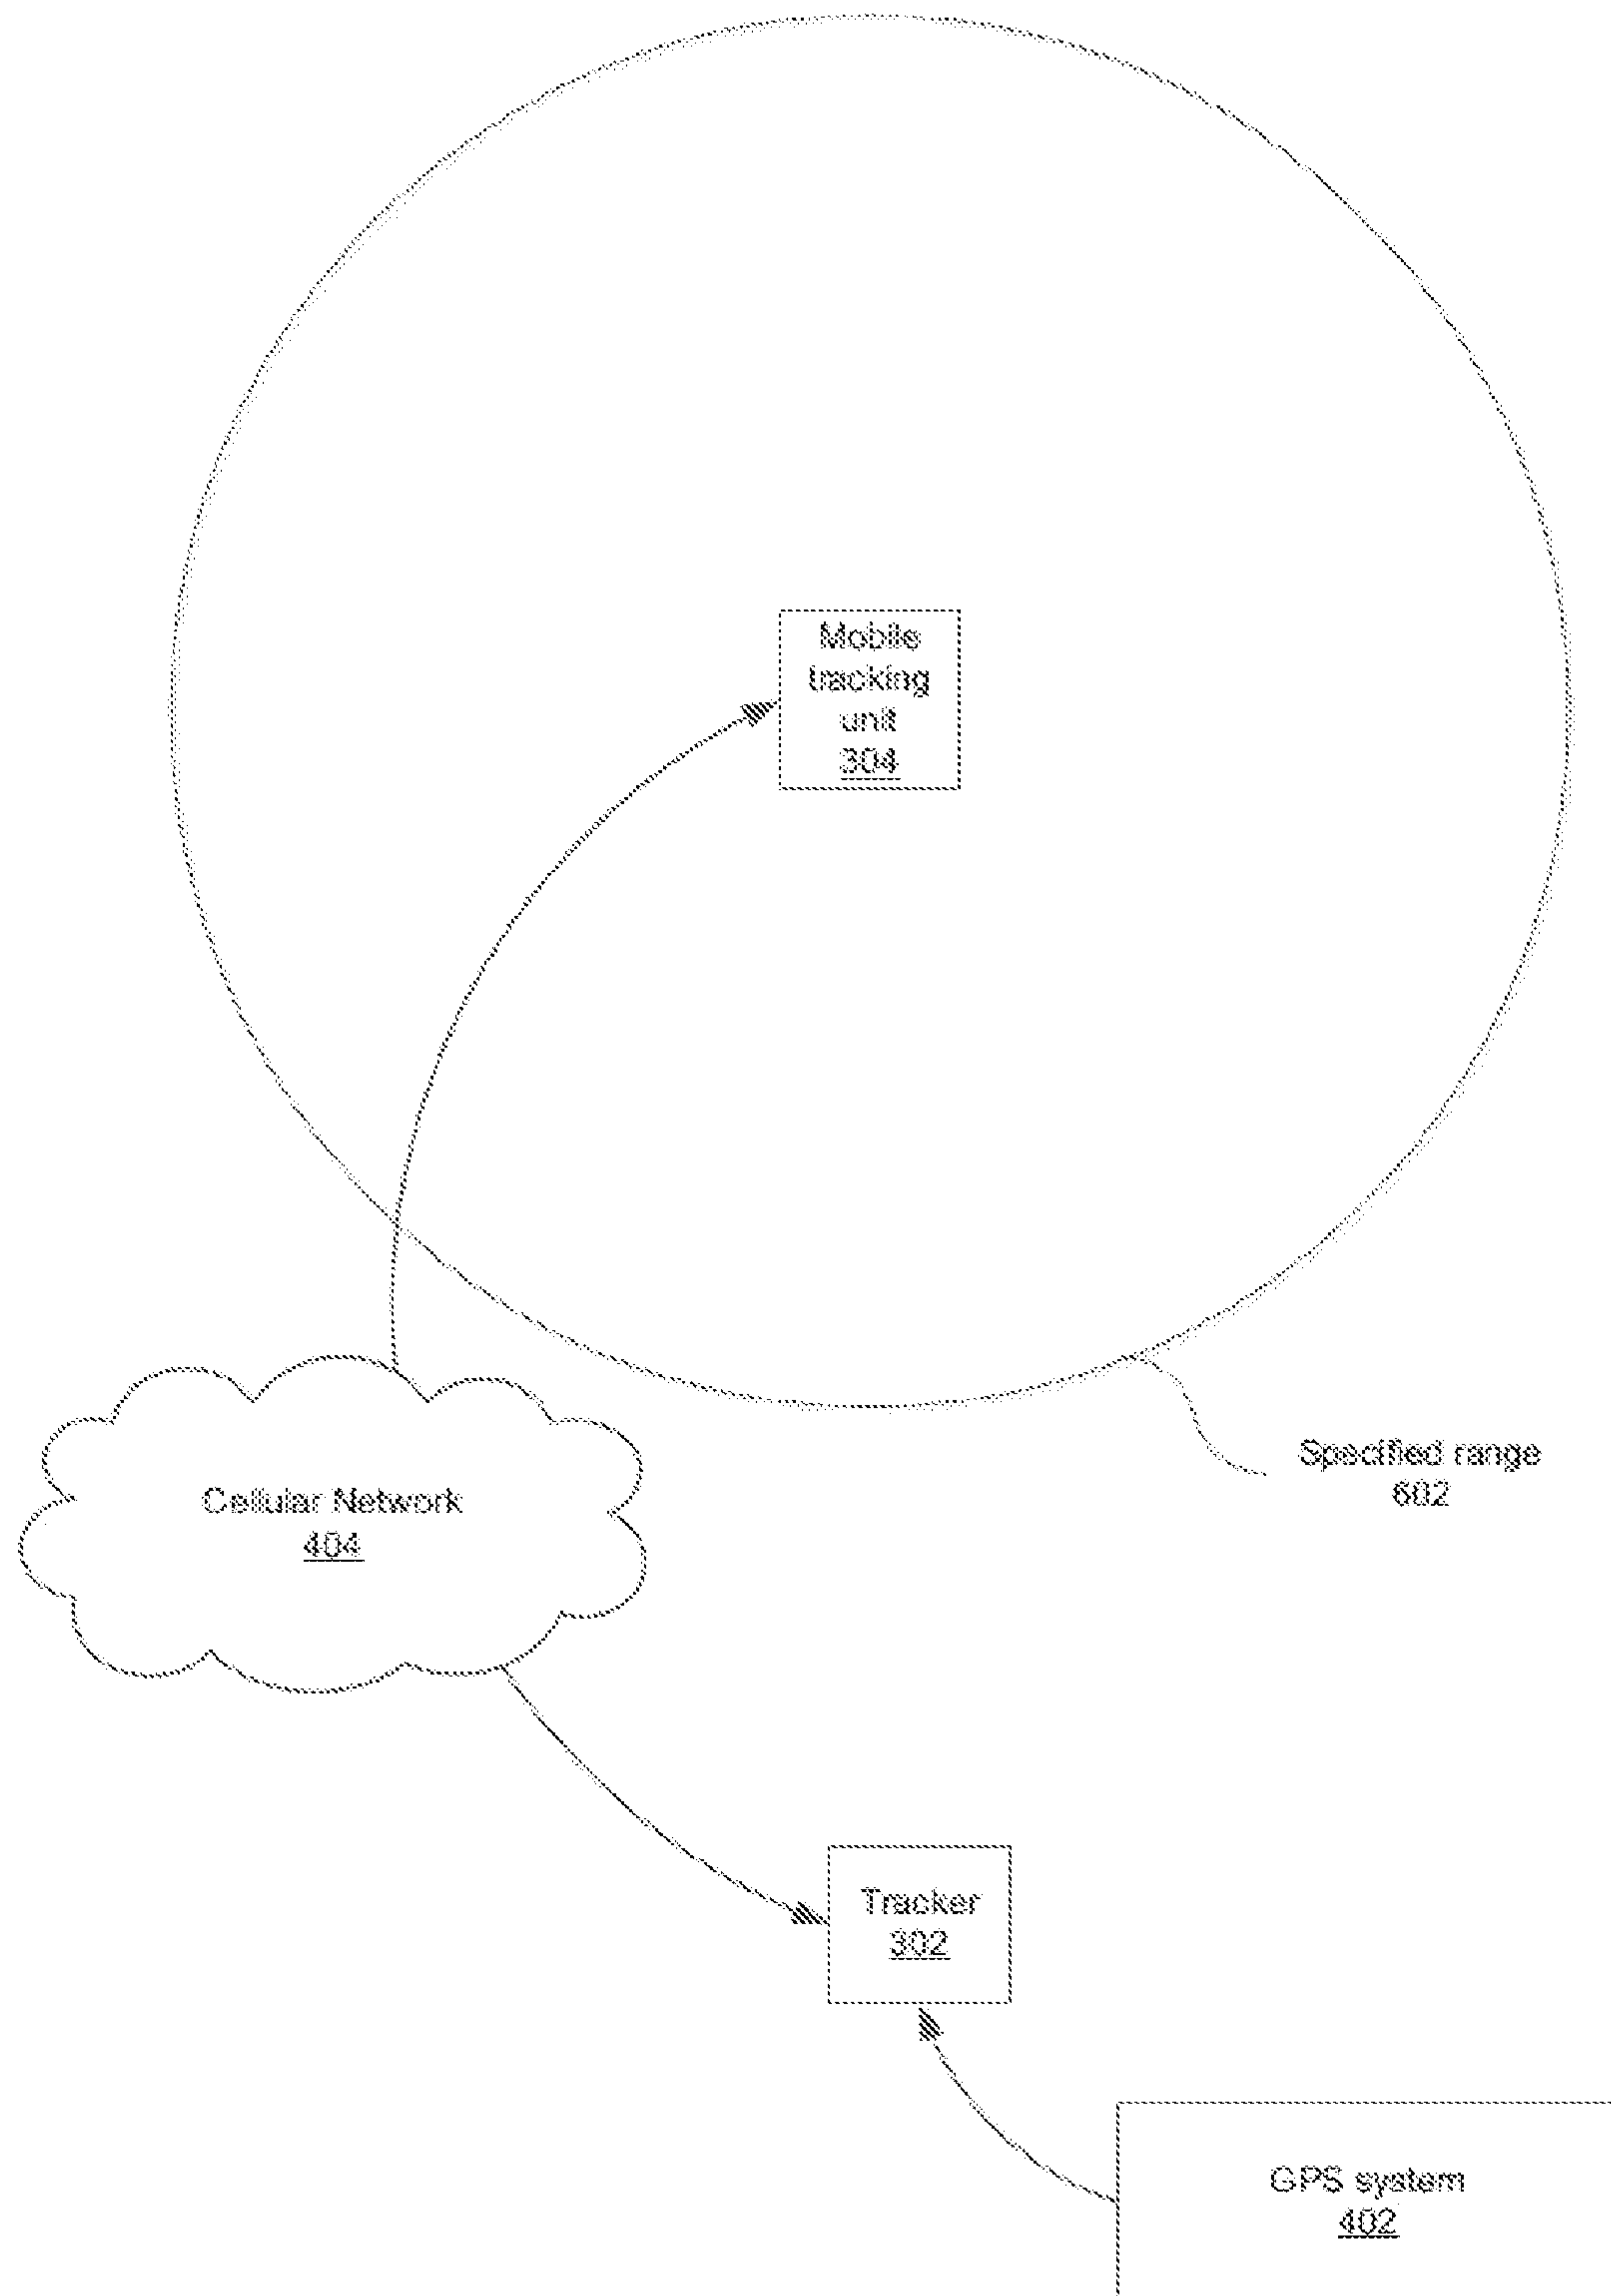 Mobile
tracking
unit
304
Specified range
602
Cellular Network
404
Tracker
302
GPS system
402